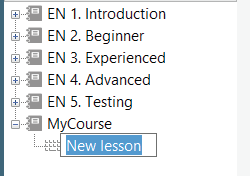 EN 1. Introduction
EN 2. Beginner
EN 3. Experienced
EN 4. Advanced
EN 5. Testing
MyCourse
New lesson